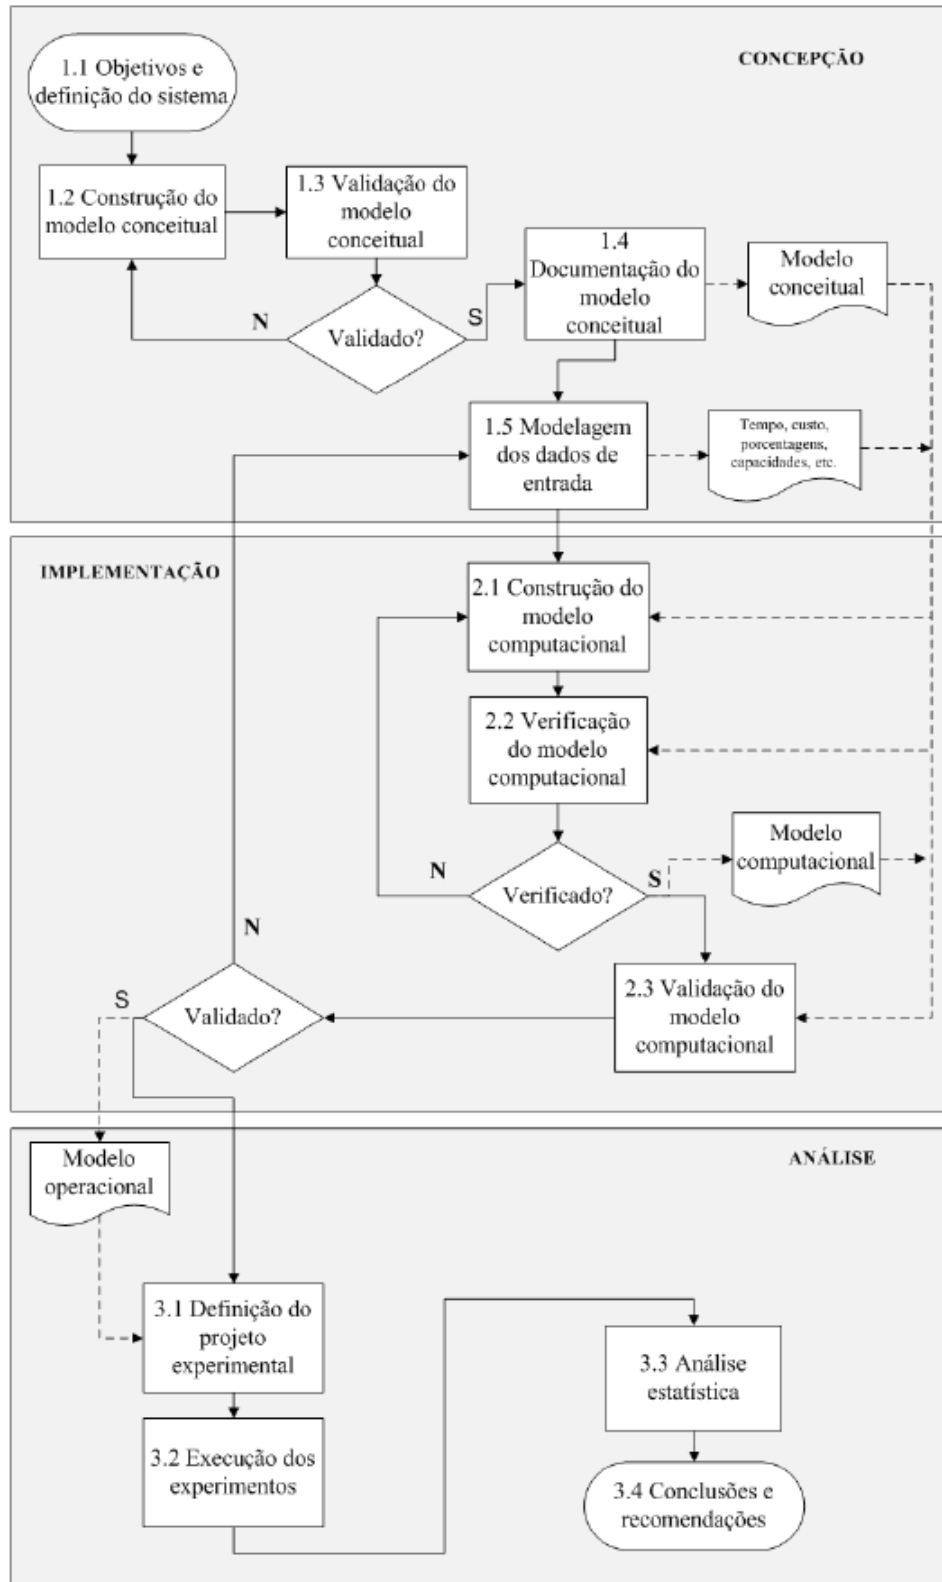 CONCEPÇÃO
1.1 Objetivos e
definição do sistema
1.2 Construção do
modelo conceitual
1.3 Validação do
modelo
conceitual
Validado?
N
S
1.4
Documentação do
modelo
conceitual
Modelo
conceitual
1.5 Modelagem
dos dados de
entrada
Tempo, custo,
porcentagens,
capacidades, etc.
IMPLEMENTAÇÃO
2.1 Construção do
modelo
computacional
2.2 Verificação
do modelo
computacional
Verificado?
N
S
Modelo
computacional
2.3 Validação do
modelo
computacional
Validado?
N
S
ANÁLISE
Modelo
operacional
3.1 Definição do
projeto
experimental
3.2 Execução dos
experimentos
3.3 Análise
estatística
3.4 Conclusões e
recomendações